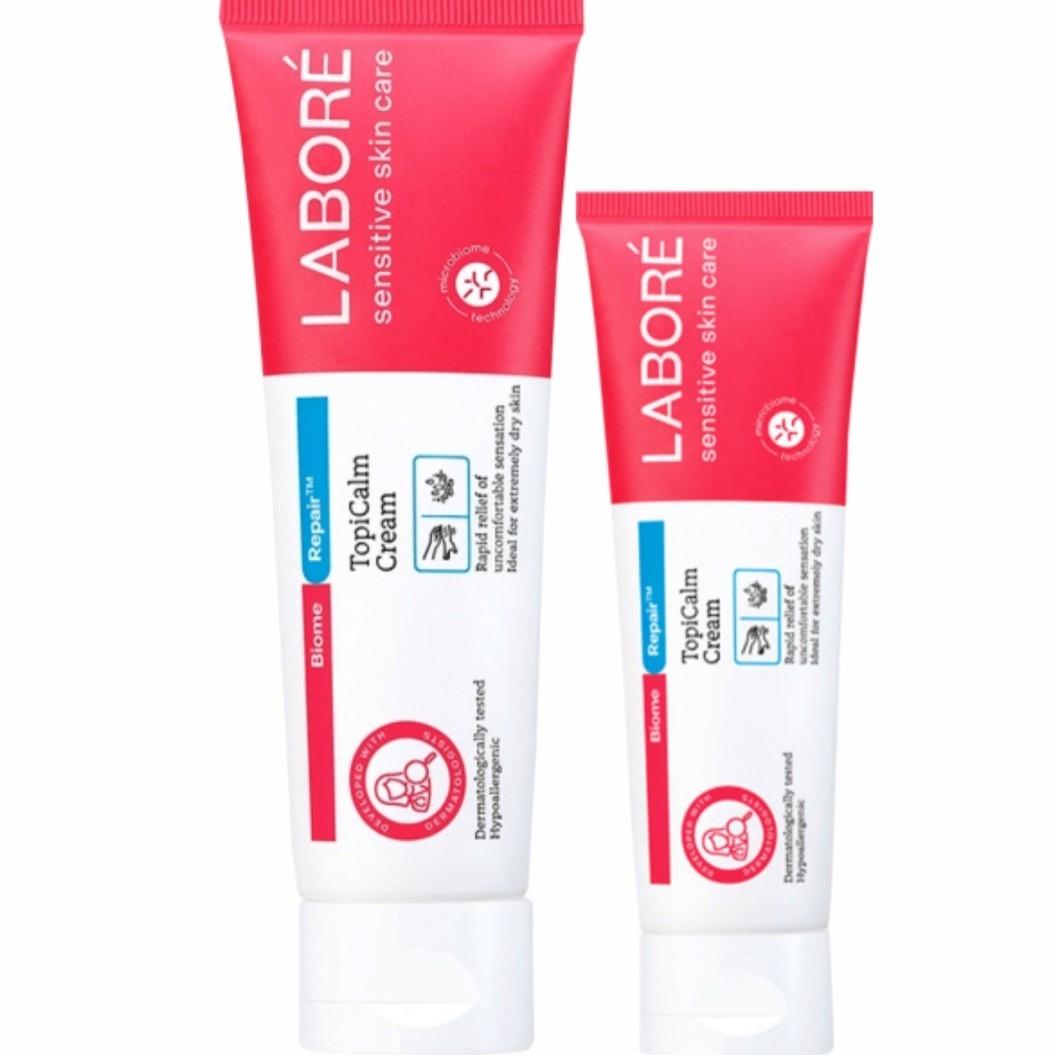 LABORÉ
sensitive skin care
microbiome
technology
Biome Repair™
TopiCalm
Cream
Rapid relief of
uncomfortable sensation
Ideal for extremely dry skin
DEVELOPED WITH
DERMATOLOGISTS
Dermatologically tested
Hypoallergenic
LABORÉ
sensitive skin care
microbiome
technology
Biome Repair™
TopiCalm
Cream
Rapid relief of
uncomfortable sensation
Ideal for extremely dry skin
DEVELOPED WITH
DERMATOLOGISTS
Dermatologically tested
Hypoallergenic